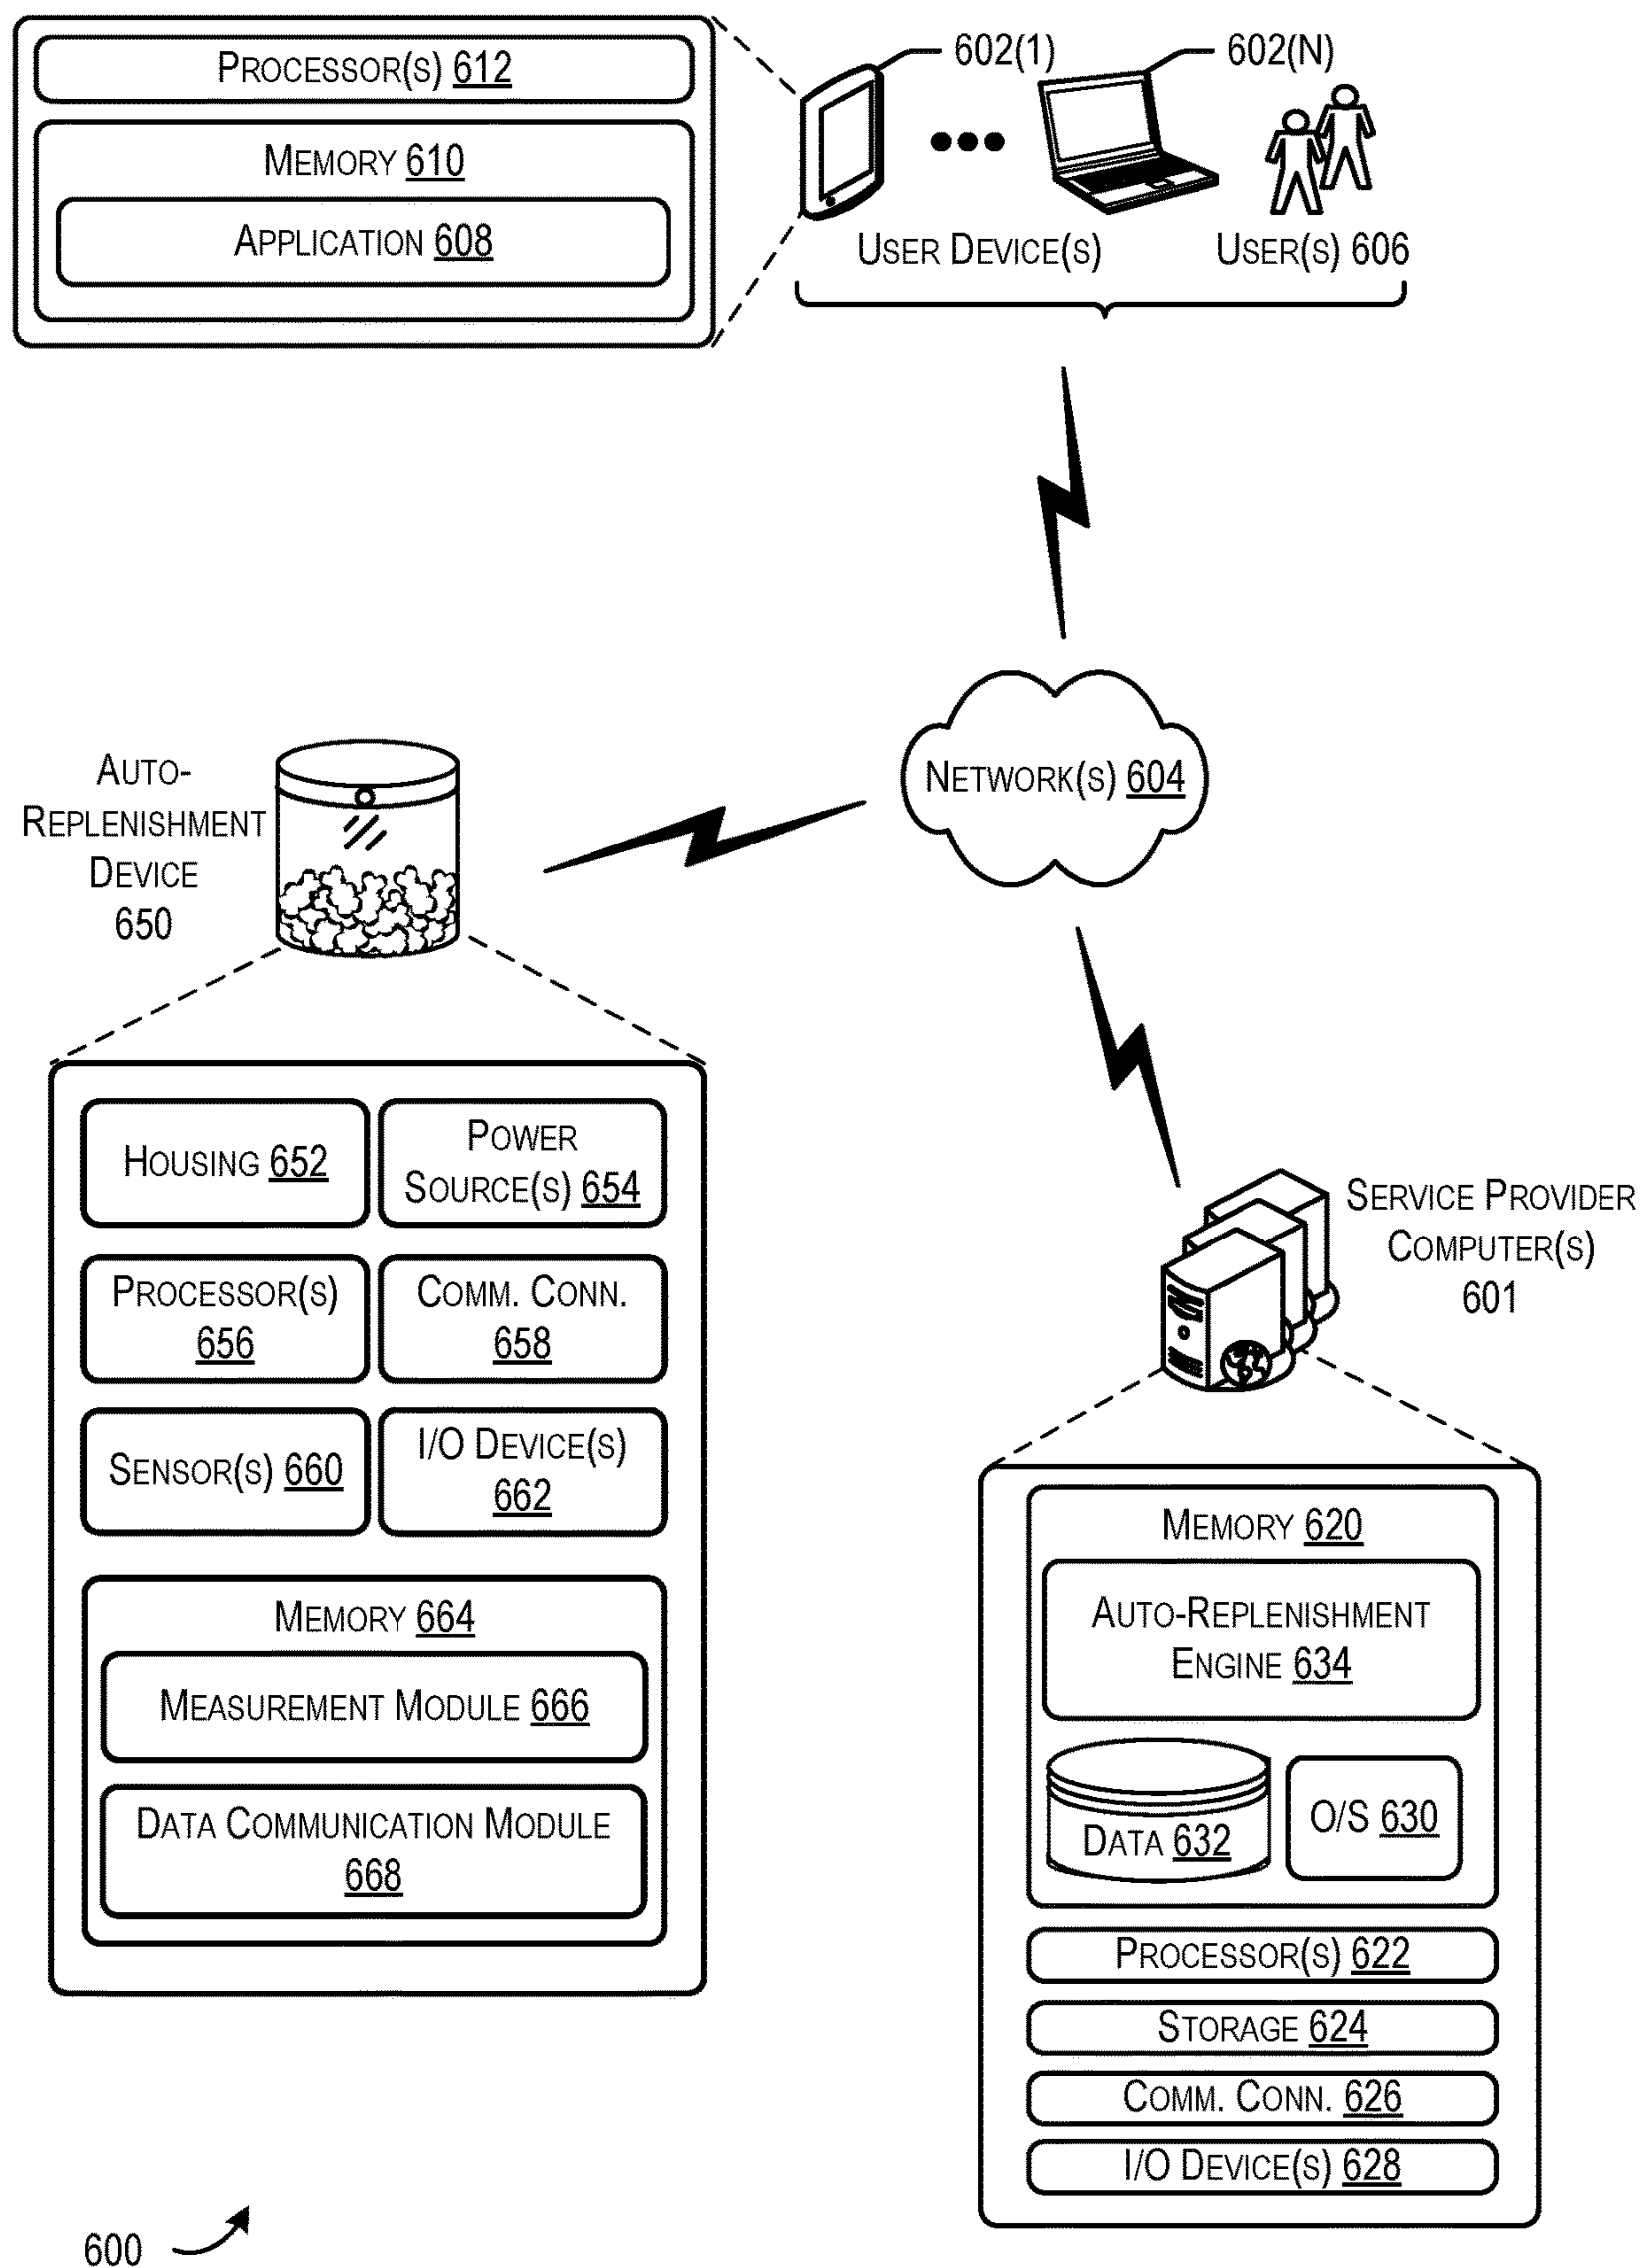 PROCESSOR(S) 612
MEMORY 610
APPLICATION 608
602(1)
602(N)
USER DEVICE(S)
USER(S) 606
NETWORK(S) 604
AUTO-
REPLENISHMENT
DEVICE
650
HOUSING 652
POWER
SOURCE(S) 654
PROCESSOR(S)
656
COMM. CONN.
658
SENSOR(S) 660
I/O DEVICE(S)
662
MEMORY 664
MEASUREMENT MODULE 666
DATA COMMUNICATION MODULE
668
SERVICE PROVIDER
COMPUTER(S)
601
MEMORY 620
AUTO-REPLENISHMENT
ENGINE 634
DATA 632
O/S 630
PROCESSOR(S) 622
STORAGE 624
COMM. CONN. 626
I/O DEVICE(S) 628
600